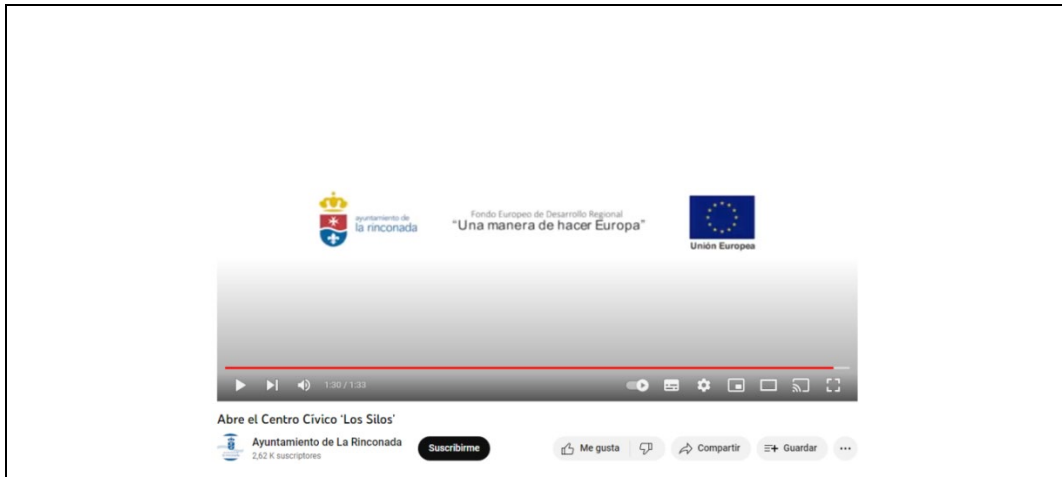 ayuntamiento de
la rinconada
Fondo Europeo de Desarrollo Regional
"Una manera de hacer Europa"
Unión Europea
1:30 / 1:33
Abre el Centro Cívico ‘Los Silos’
Ayuntamiento de La Rinconada
2,62 K suscriptores
Suscribirme
Me gusta
Compartir
Guardar